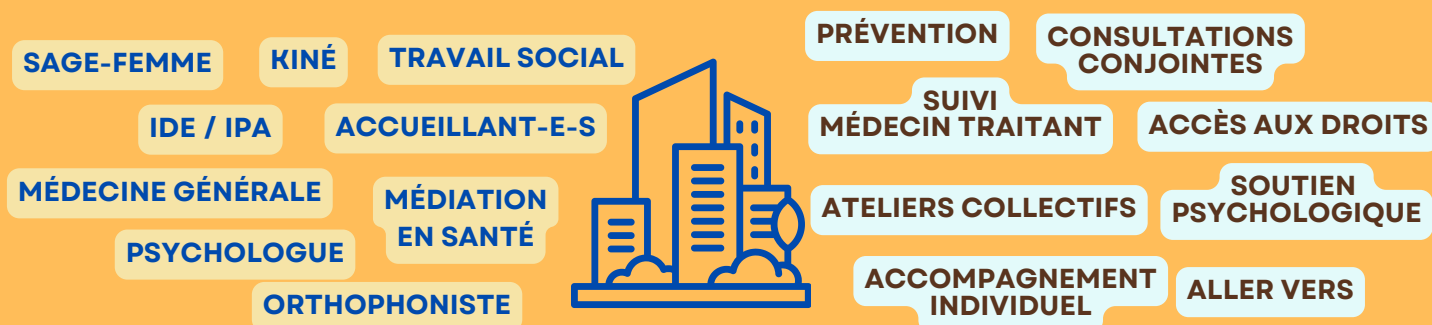 SAGE-FEMME
KINÉ
TRAVAIL SOCIAL
IDE / IPA
ACCUEILLANT-E-S
MÉDECINE GÉNÉRALE
MÉDIATION
EN SANTÉ
PSYCHOLOGUE
ORTHOPHONISTE
PRÉVENTION
CONSULTATIONS
CONJOINTES
SUIVI
MÉDECIN TRAITANT
ACCÈS AUX DROITS
ATELIERS COLLECTIFS
SOUTIEN
PSYCHOLOGIQUE
ACCOMPAGNEMENT
INDIVIDUEL
ALLER VERS